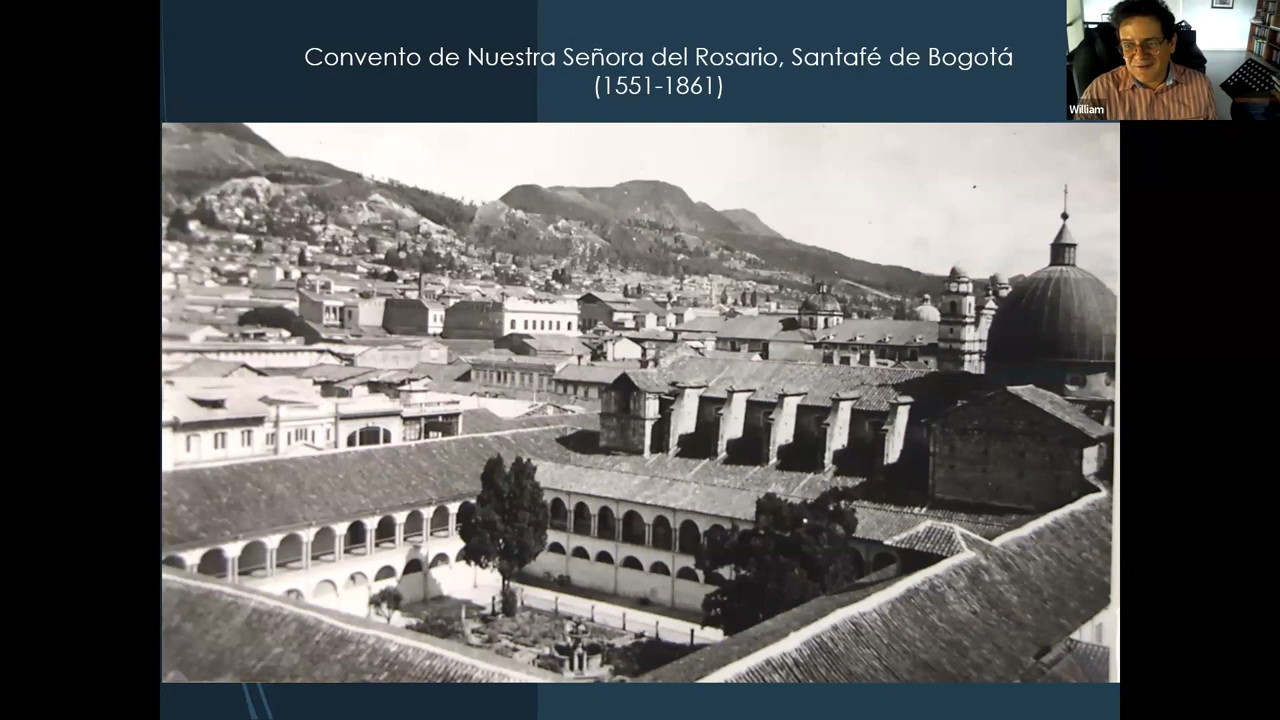 Convento de Nuestra Señora del Rosario, Santafé de Bogotá
(1551-1861)
William